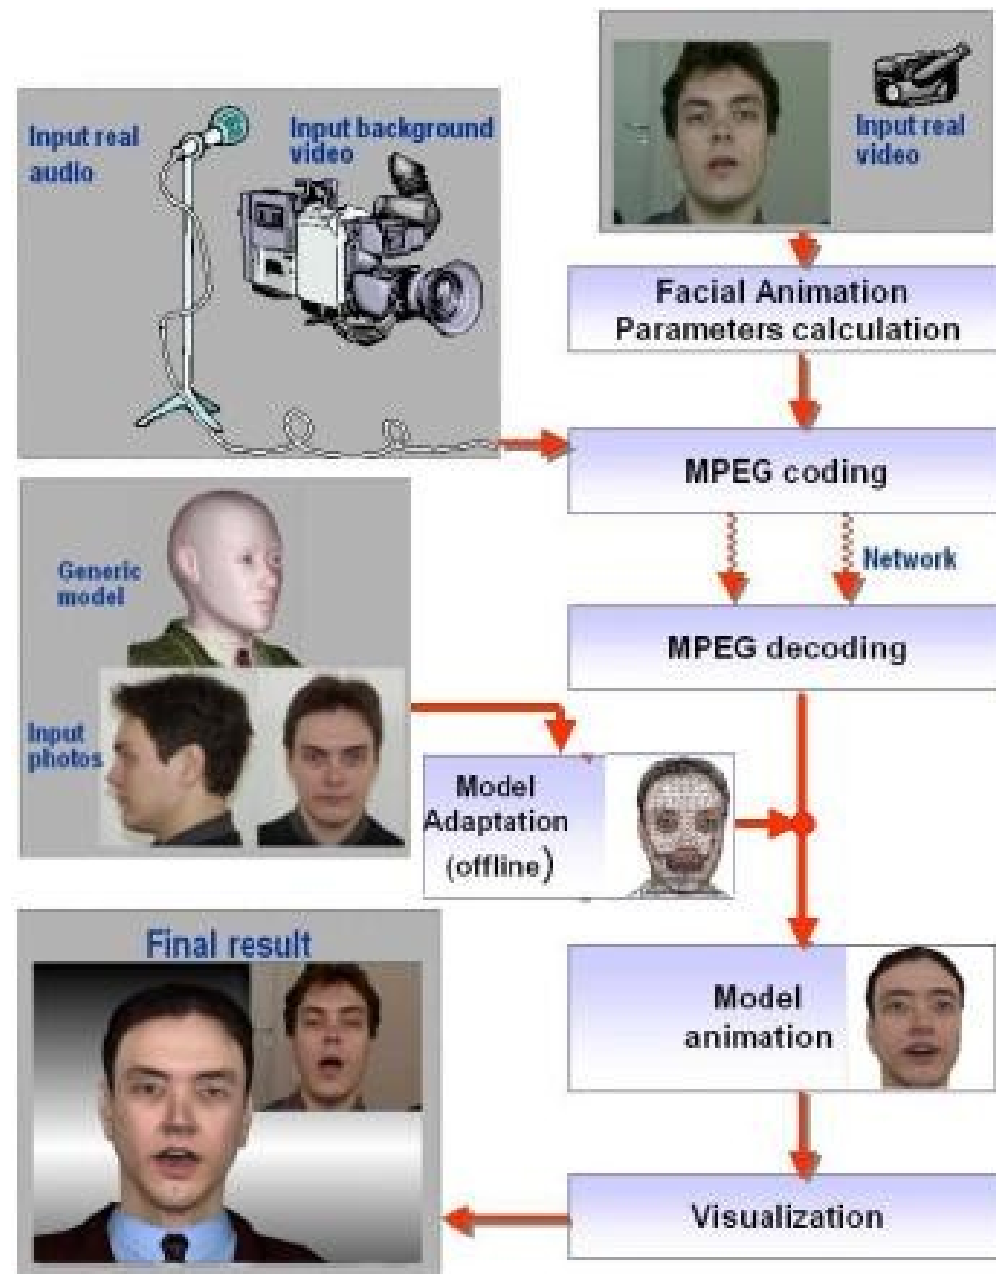 Input real
audio
Input background
video
Input real
video
Facial Animation
Parameters calculation
MPEG coding
Network
MPEG decoding
Generic
model
Input
photos
Model
Adaptation
(offline)
Final result
Model
animation
Visualization